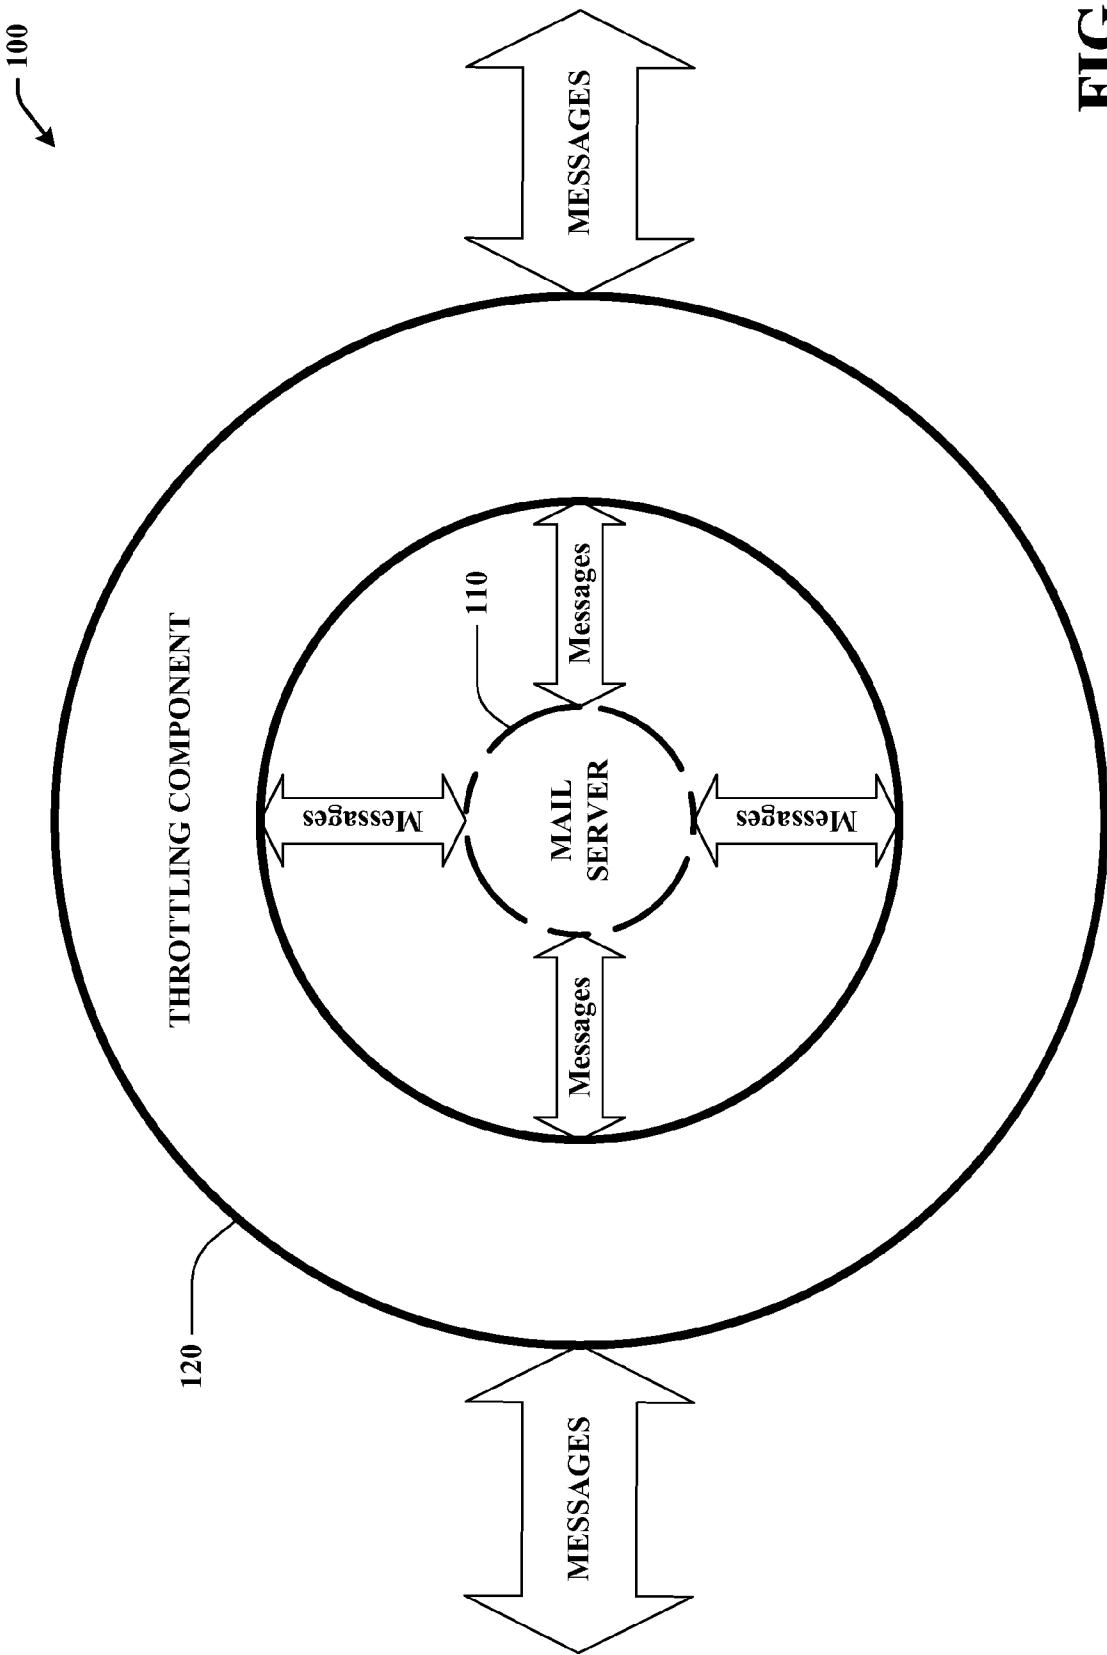 100
120
THROTTLING COMPONENT
Messages
110
MESSAGES
Messages
MAIL
SERVER
Messages
MESSAGES
Messages
FIG